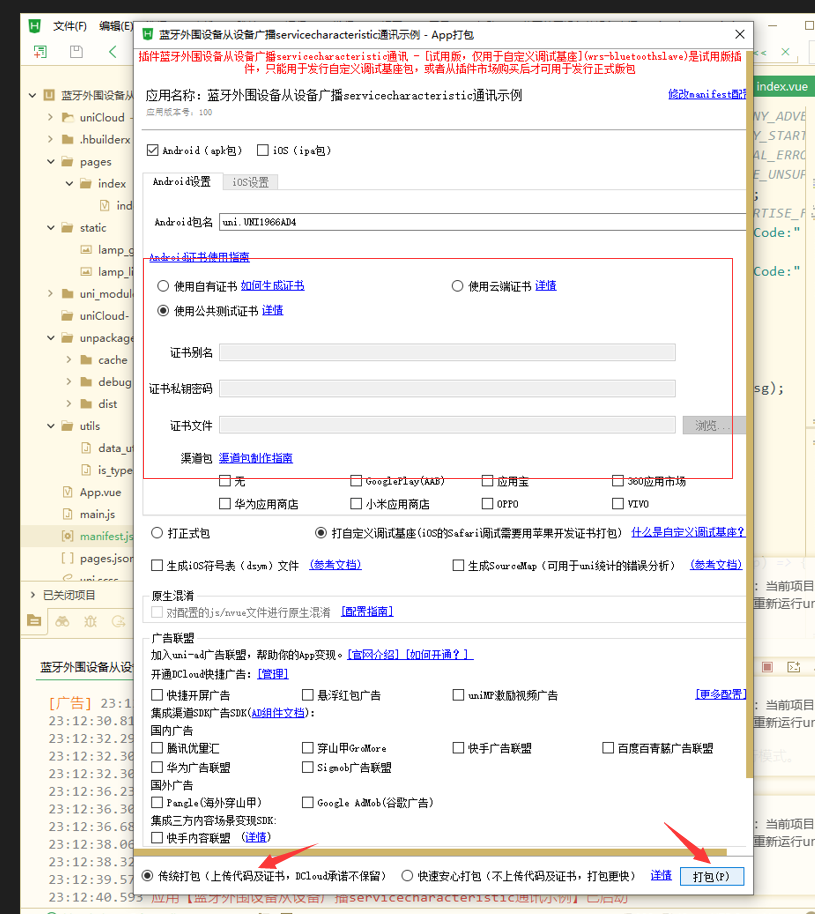 文件(F) 编辑(E)
蓝牙外围设备从设备广播servicecharacteristic通讯示例 - App打包
插件蓝牙外围设备从设备广播servicecharacteristic通讯 - [试用版，仅用于自定义调试基座](wrs-bluetoothslave)是试用版插
件，只能用于发行自定义调试基座包，或者从插件市场购买后才可用于发行正式版包
应用名称：蓝牙外围设备从设备广播servicecharacteristic通讯示例
修改manifest配置
应用版本号：100
Android（apk包） iOS（ipa包）
Android设置 iOS设置
Android包名 uni.UNI1966AD4
Android证书使用指南
使用自有证书 如何生成证书 使用云端证书 详情
使用公共测试证书 详情
证书别名
证书私钥密码
证书文件 浏览...
渠道包 渠道包制作指南
无 GooglePlay(AAB) 应用宝 360应用市场
华为应用商店 小米应用商店 OPPO VIVO
打正式包 打自定义调试基座(iOS的Safari调试需要用苹果开发证书打包) 什么是自定义调试基座？
生成iOS符号表（dsym）文件 (参考文档) 生成SourceMap（可用于uni统计的错误分析） (参考文档)
原生混淆
对配置的js/nvue文件进行原生混淆 [配置指南]
广告联盟
加入uni-ad广告联盟，帮助你的App变现。[官网介绍] [如何开通？]
开通DCloud快捷广告：[管理]
快捷开屏广告 悬浮红包广告 uniMP激励视频广告 [更多配置]
集成渠道SDK广告SDK(AD组件文档)：
国内广告
腾讯优量汇 穿山甲GroMore 快手广告联盟 百度百青藤广告联盟
华为广告联盟 Sigmob广告联盟
国外广告
Pangle(海外穿山甲) Google AdMob(谷歌广告)
集成三方内容场景变现SDK:
快手内容联盟 (详情)
传统打包（上传代码及证书，DCloud承诺不保留） 快速安心打包（不上传代码及证书，打包更快） 详情 打包(P)
蓝牙外围设备从
uniCloud
.hbuilderx
pages
index
ind
static
lamp_g
lamp_li
uni_modul
uniCloud-
unpackage
cache
debug
dist
utils
data_ut
is_type
App.vue
main.js
manifest.js
pages.json
uni.scss
已关闭项目
蓝牙外围设备从设
[广告] 23:1
23:12:30.81
23:12:32.29
23:12:32.30
23:12:32.30
23:12:36.23
23:12:36.30
23:12:36.68
23:12:38.06
23:12:38.32
23:12:39.57
23:12:40.593 应用【蓝牙外围设备从设备广播servicecharacteristic通讯示例】已启动
index.vue
NY_ADVE
Y_START
AL_ERRO
E_UNSUF
;
RTISE_F
Code:"
Code:"
sg);
：当前项目
重新运行un
：当前项目
重新运行un
模式。
：当前项目
重新运行un